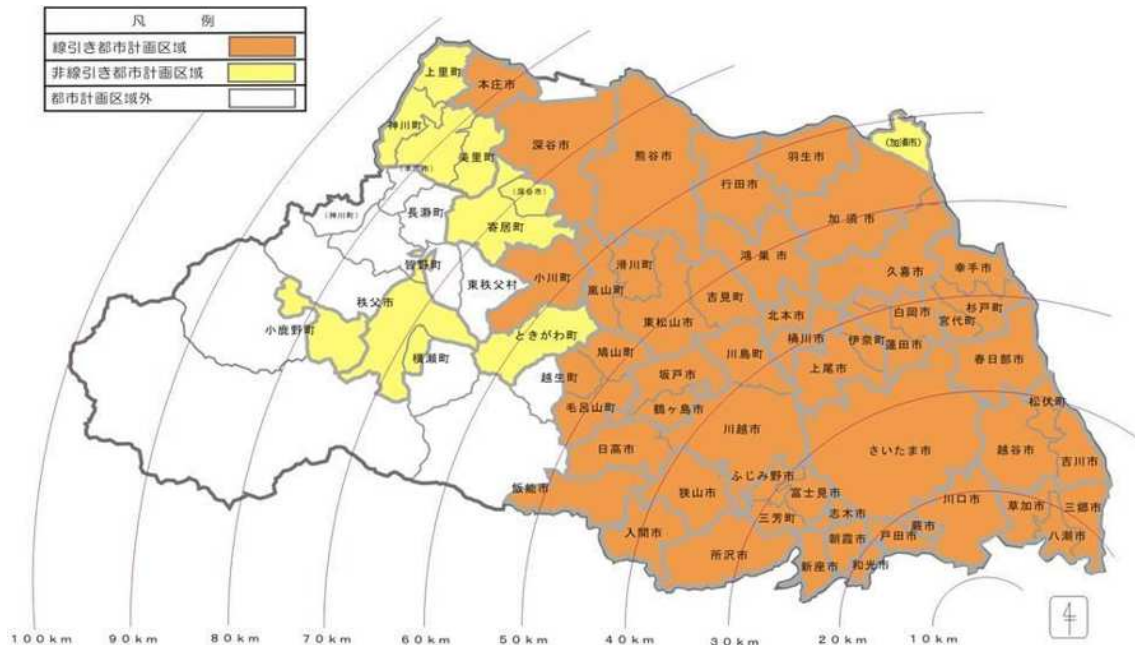 凡 例
線引き都市計画区域
非線引き都市計画区域
都市計画区域外
上里町
本庄市
神川町
美里町
深谷市
熊谷市
羽生市
(加須市)
行田市
(本庄市)
(深谷市)
(神川町)
長瀞町
寄居町
加須市
鴻巣市
皆野町
東秩父村
小川町
滑川町
嵐山町
吉見町
久喜市
幸手市
秩父市
小鹿野町
ときがわ町
東松山市
北本市
白岡市
杉戸町
宮代町
横瀬町
鳩山町
川島町
桶川市
伊奈町
蓮田市
越生町
坂戸市
上尾市
春日部市
毛呂山町
鶴ヶ島市
松伏町
川越市
日高市
さいたま市
越谷市
吉川市
飯能市
狭山市
ふじみ野市
富士見市
川口市
入間市
三芳町
志木市
蕨市
草加市
三郷市
所沢市
朝霞市
戸田市
八潮市
新座市
和光市
100km 90km 80km 70km 60km 50km 40km 30km 20km 10km